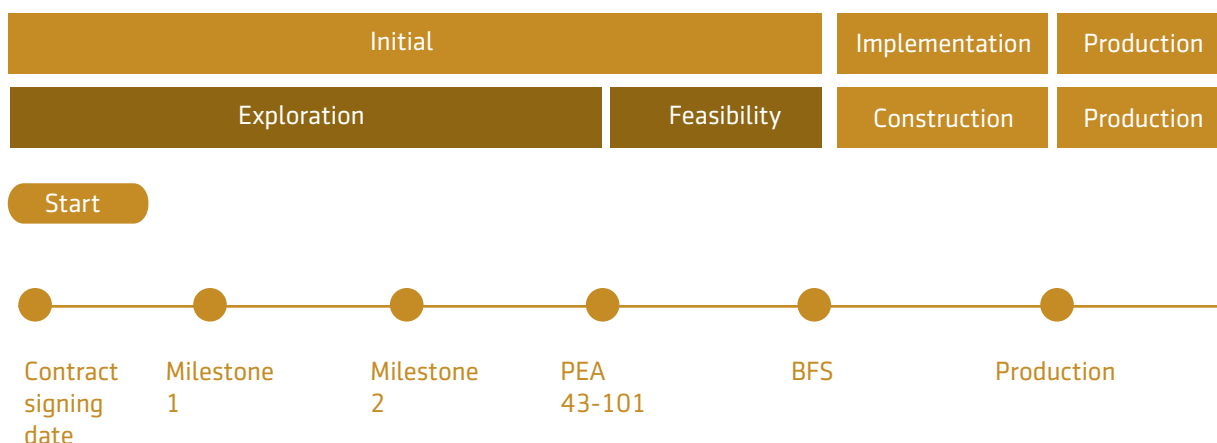 Initial Implementation Production
Exploration Feasibility Construction Production
Start
Contract signing date
Milestone 1
Milestone 2
PEA 43-101
BFS
Production